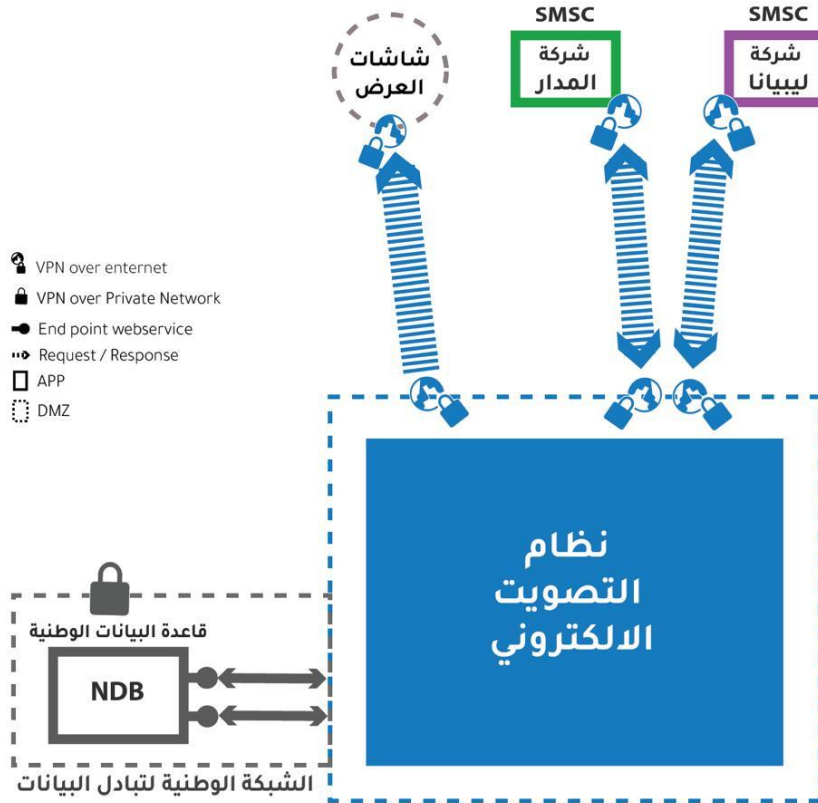 SMSC
SMSC
شاشات
العرض
شركة
المدار
شركة
ليبيانا
VPN over enternet
VPN over Private Network
End point webservice
Request / Response
APP
DMZ
نظام
التصويت
الالكتروني
قاعدة البيانات الوطنية
NDB
الشبكة الوطنية لتبادل البيانات